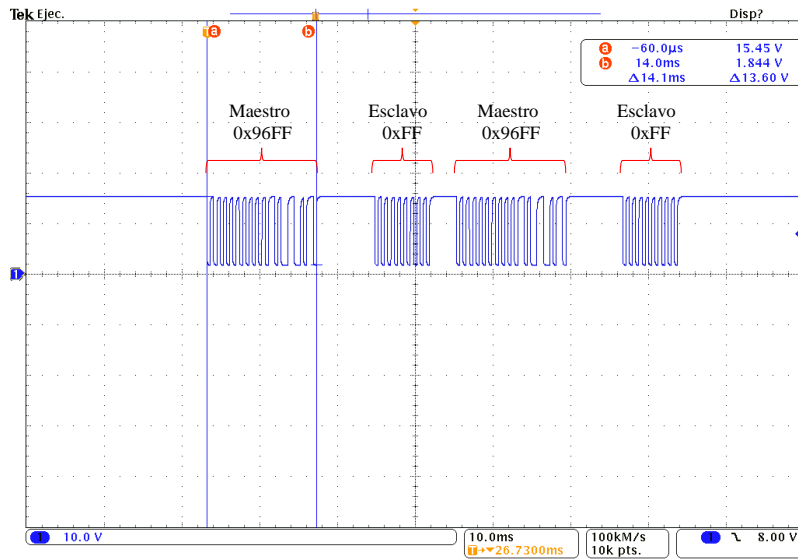 Tek Ejec.
Disp?
T a
b
a −60.0µs 15.45 V
b 14.0ms 1.844 V
Δ14.1ms Δ13.60 V
Maestro
0x96FF
Esclavo
0xFF
Maestro
0x96FF
Esclavo
0xFF
1
1 10.0 V
10.0ms
T→▼26.7300ms
100kM/s
10k pts.
1 8.00 V